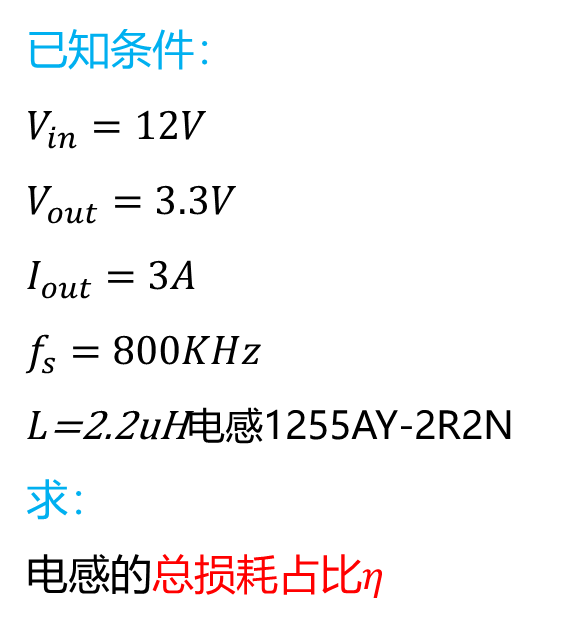 已知条件：
V_in = 12V
V_out = 3.3V
I_out = 3A
f_s = 800KHz
L=2.2uH电感1255AY-2R2N
求：
电感的总损耗占比η